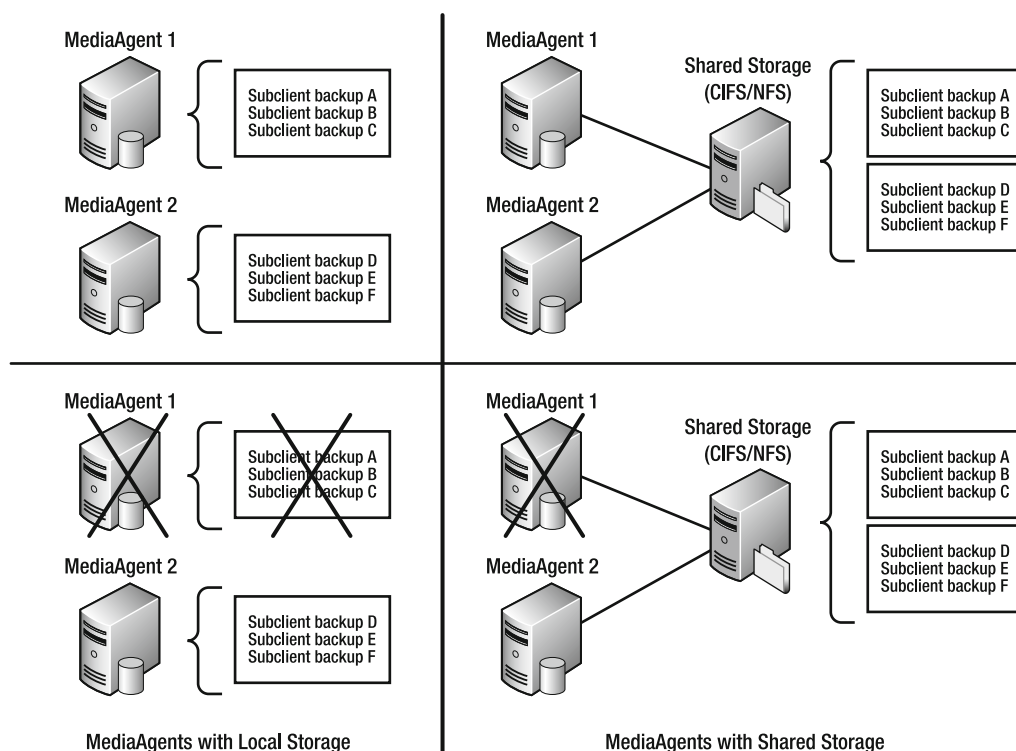 MediaAgent 1
Subclient backup A
Subclient backup B
Subclient backup C
MediaAgent 2
Subclient backup D
Subclient backup E
Subclient backup F
MediaAgent 1
Shared Storage
(CIFS/NFS)
Subclient backup A
Subclient backup B
Subclient backup C
MediaAgent 2
Subclient backup D
Subclient backup E
Subclient backup F
MediaAgent 1
Subclient backup A
Subclient backup B
Subclient backup C
MediaAgent 2
Subclient backup D
Subclient backup E
Subclient backup F
MediaAgents with Local Storage
MediaAgent 1
Shared Storage
(CIFS/NFS)
Subclient backup A
Subclient backup B
Subclient backup C
MediaAgent 2
Subclient backup D
Subclient backup E
Subclient backup F
MediaAgents with Shared Storage